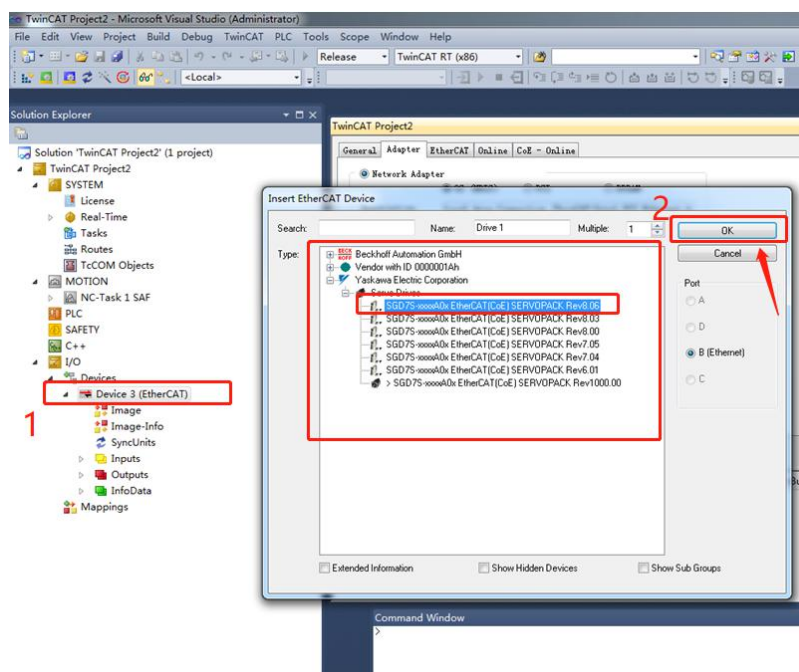 TwinCAT Project2 - Microsoft Visual Studio (Administrator)
File Edit View Project Build Debug TwinCAT PLC Tools Scope Window Help
Release TwinCAT RT (x86)
<Local>
Solution Explorer
Solution 'TwinCAT Project2' (1 project)
TwinCAT Project2
SYSTEM
License
Real-Time
Tasks
Routes
TcCOM Objects
MOTION
NC-Task 1 SAF
PLC
SAFETY
C++
I/O
Devices
Device 3 (EtherCAT)
Image
Image-Info
SyncUnits
Inputs
Outputs
InfoData
Mappings
1
TwinCAT Project2
General Adapter EtherCAT Online CoE - Online
Network Adapter
Insert EtherCAT Device
2
Search: Name: Drive 1 Multiple: 1 OK
Cancel
Type:
BECK
HOFF
Beckhoff Automation GmbH
Vendor with ID 0000001Ah
Yaskawa Electric Corporation
Servo Drives
SGD7S-xxxxA0x EtherCAT(CoE) SERVOPACK Rev8.06
SGD7S-xxxxA0x EtherCAT(CoE) SERVOPACK Rev8.03
SGD7S-xxxxA0x EtherCAT(CoE) SERVOPACK Rev8.00
SGD7S-xxxxA0x EtherCAT(CoE) SERVOPACK Rev7.05
SGD7S-xxxxA0x EtherCAT(CoE) SERVOPACK Rev7.04
SGD7S-xxxxA0x EtherCAT(CoE) SERVOPACK Rev6.01
> SGD7S-xxxxA0x EtherCAT(CoE) SERVOPACK Rev1000.00
Port
A
D
B (Ethernet)
C
Extended Information Show Hidden Devices Show Sub Groups
Command Window
>